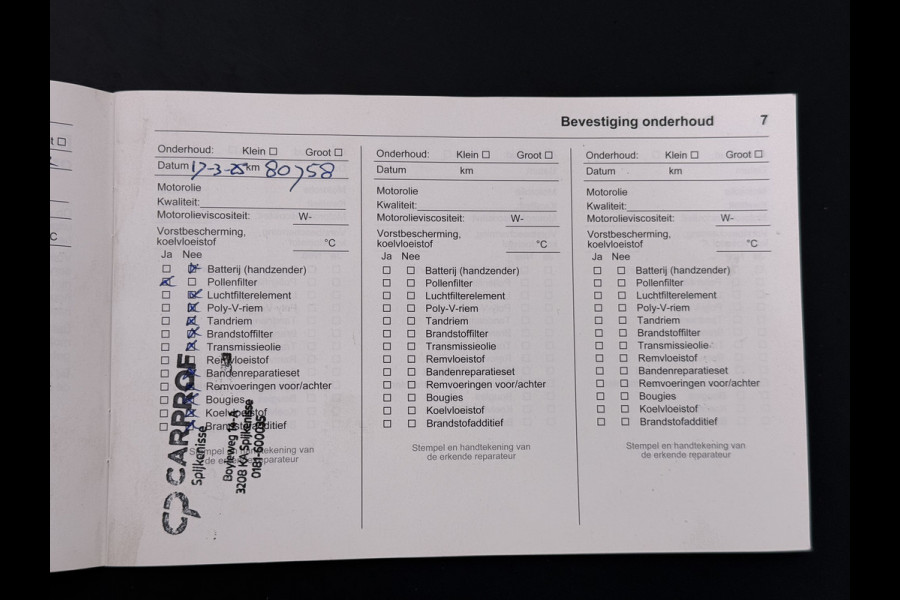 Bevestiging onderhoud 7
Onderhoud: Klein ☐ Groot ☐
Datum 17-3-25 km 80758
Motorolie
Kwaliteit:
Motorolieviscositeit: W-
Vorstbescherming,
koelvloeistof °C
Ja Nee
☐ ☒ Batterij (handzender)
☒ ☐ Pollenfilter
☐ ☒ Luchtfilterelement
☐ ☒ Poly-V-riem
☐ ☒ Tandriem
☐ ☒ Brandstoffilter
☐ ☒ Transmissieolie
☐ ☒ Remvloeistof
☐ ☒ Bandenreparatieset
☐ ☒ Remvoeringen voor/achter
☐ ☒ Bougies
☐ ☒ Koelvloeistof
☐ ☒ Brandstofadditief
Stempel en handtekening van
de erkende reparateur
CP CARPROF
Spijkenisse
3208 KA Spijkenisse
Onderhoud: Klein ☐ Groot ☐
Datum km
Motorolie
Kwaliteit:
Motorolieviscositeit: W-
Vorstbescherming,
koelvloeistof °C
Ja Nee
☐ ☐ Batterij (handzender)
☐ ☐ Pollenfilter
☐ ☐ Luchtfilterelement
☐ ☐ Poly-V-riem
☐ ☐ Tandriem
☐ ☐ Brandstoffilter
☐ ☐ Transmissieolie
☐ ☐ Remvloeistof
☐ ☐ Bandenreparatieset
☐ ☐ Remvoeringen voor/achter
☐ ☐ Bougies
☐ ☐ Koelvloeistof
☐ ☐ Brandstofadditief
Stempel en handtekening van
de erkende reparateur
Onderhoud: Klein ☐ Groot ☐
Datum km
Motorolie
Kwaliteit:
Motorolieviscositeit: W-
Vorstbescherming,
koelvloeistof °C
Ja Nee
☐ ☐ Batterij (handzender)
☐ ☐ Pollenfilter
☐ ☐ Luchtfilterelement
☐ ☐ Poly-V-riem
☐ ☐ Tandriem
☐ ☐ Brandstoffilter
☐ ☐ Transmissieolie
☐ ☐ Remvloeistof
☐ ☐ Bandenreparatieset
☐ ☐ Remvoeringen voor/achter
☐ ☐ Bougies
☐ ☐ Koelvloeistof
☐ ☐ Brandstofadditief
Stempel en handtekening van
de erkende reparateur